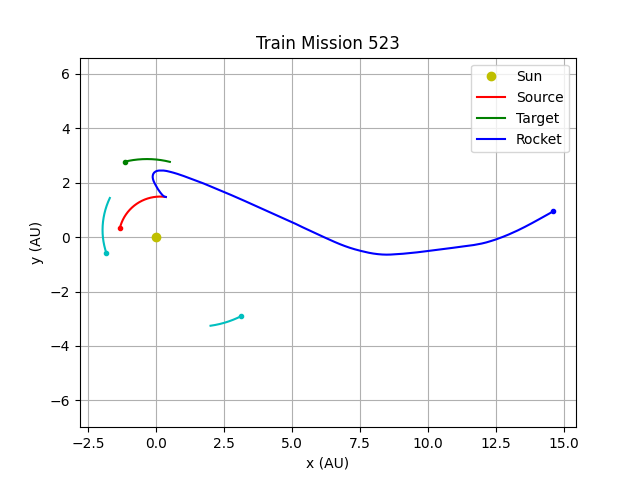 Train Mission 523
Sun
Source
Target
Rocket
6
4
2
0
−2
−4
−6
y (AU)
−2.5 0.0 2.5 5.0 7.5 10.0 12.5 15.0
x (AU)